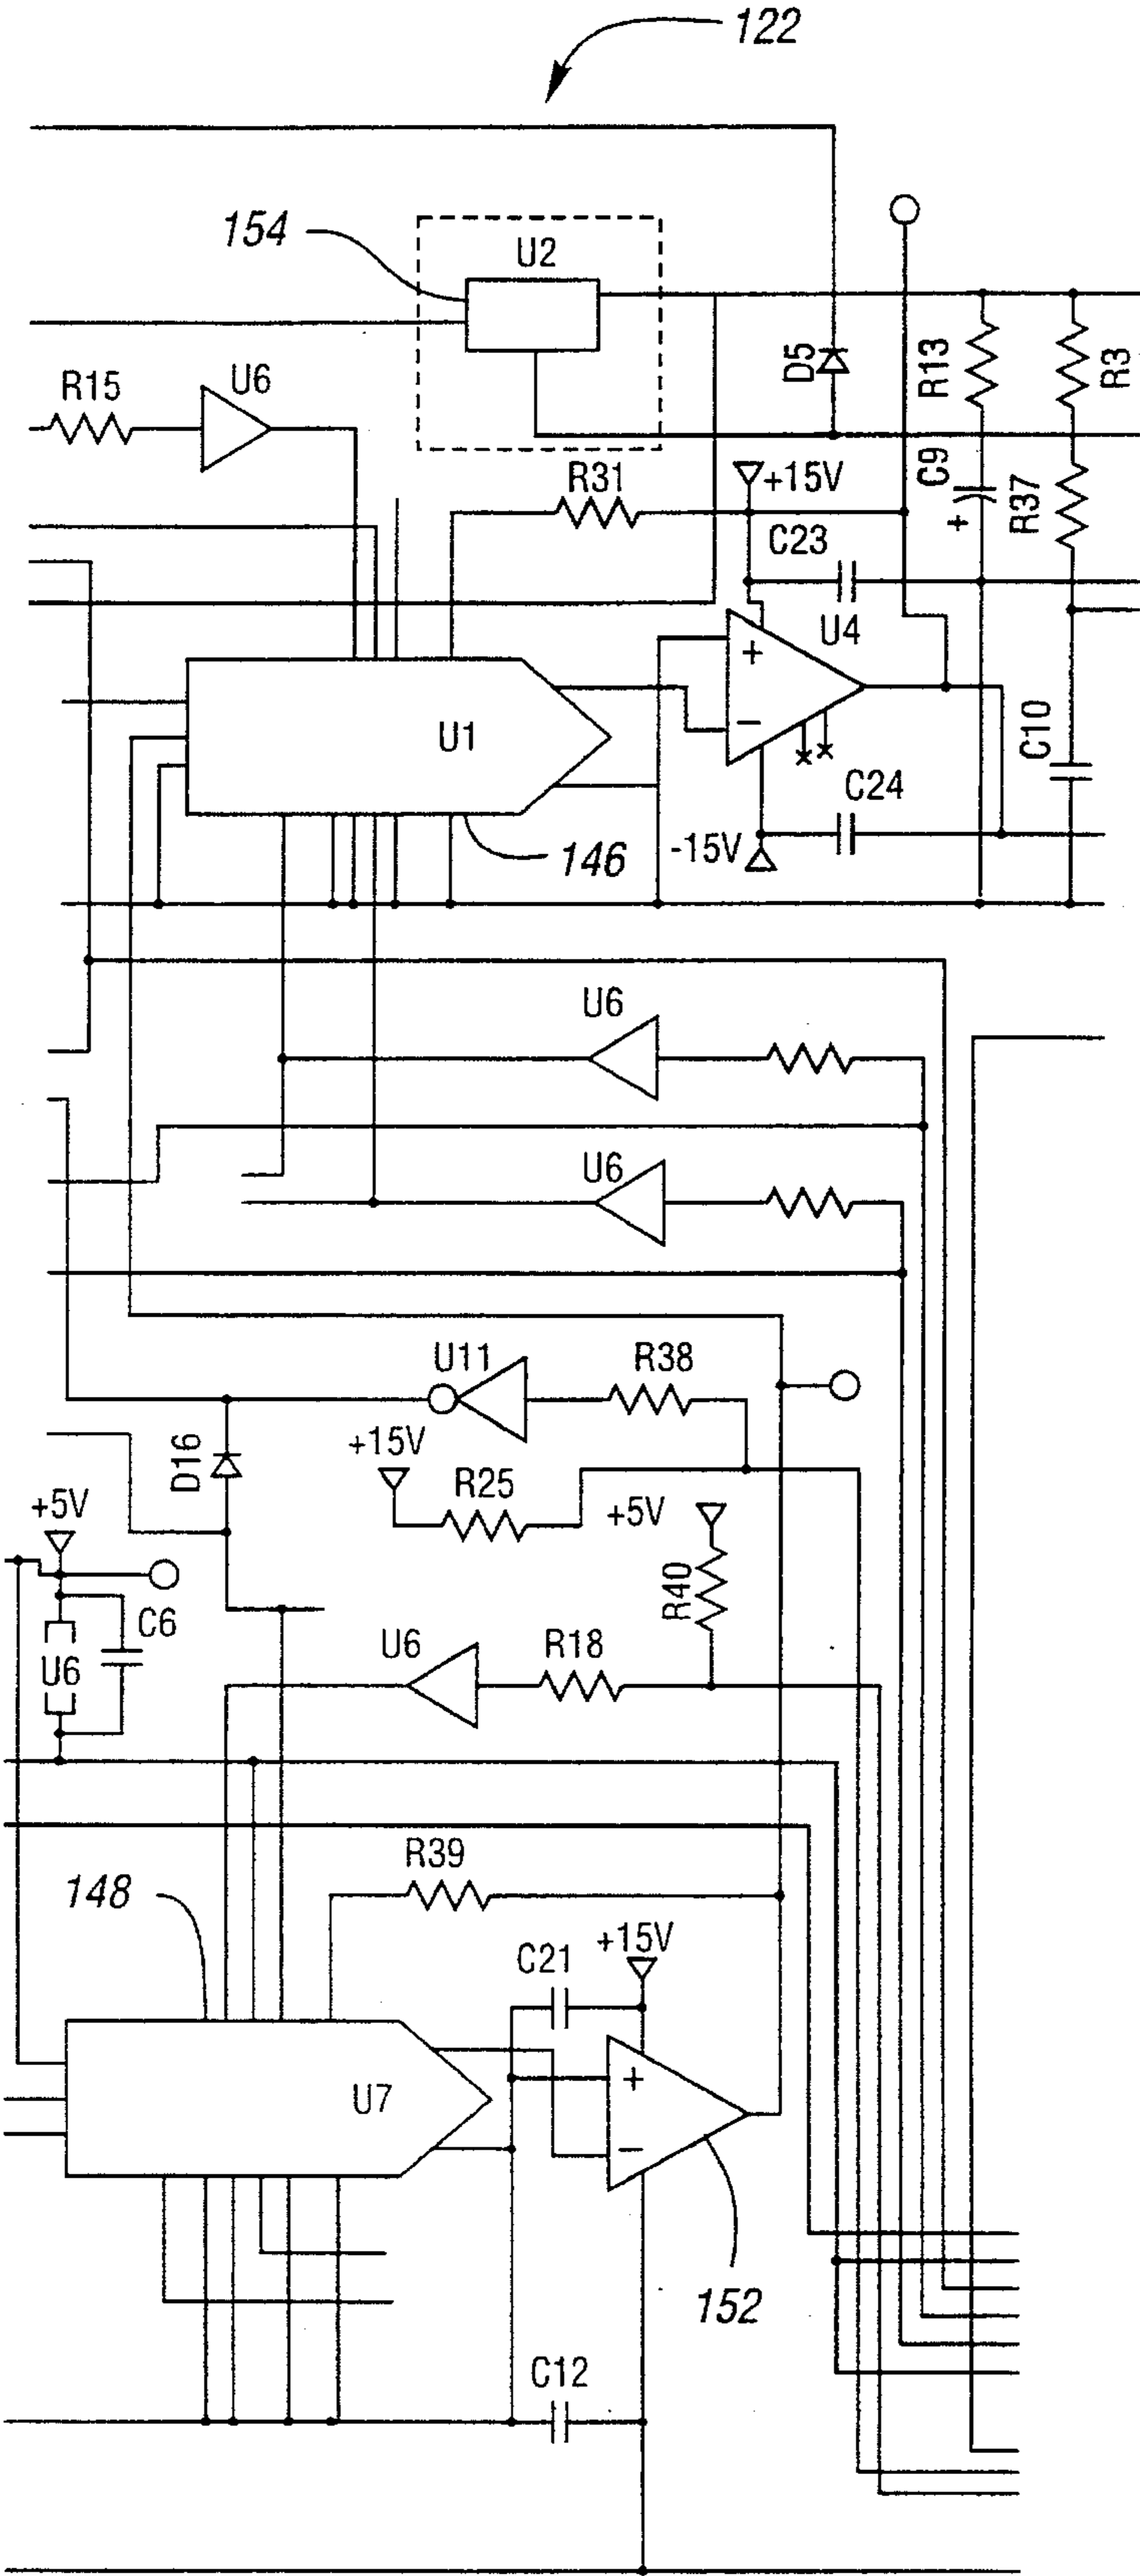 122
154
U2
R15
U6
D5
R13
R3
R31
+15V
C9
+
R37
C23
U4
+
U1
−
C10
C24
146
-15V
U6
U6
U11
R38
D16
+15V
R25
+5V
+5V
R40
C6
U6
U6
R18
R39
148
C21
+15V
+
U7
−
152
C12